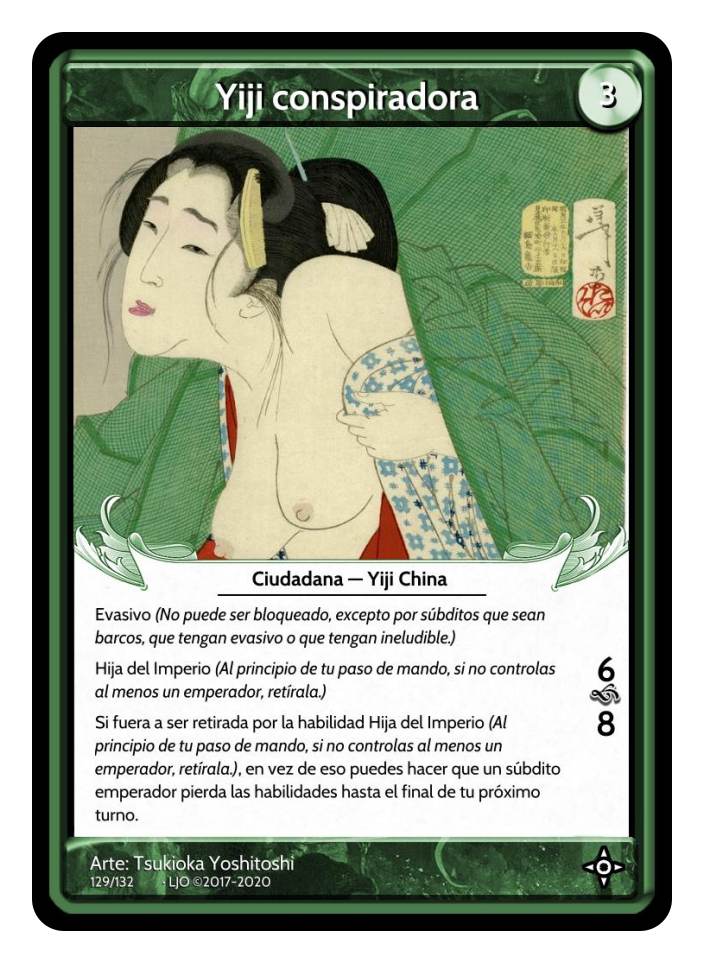 Yiji conspiradora
3
Ciudadana — Yiji China
Evasivo (No puede ser bloqueado, excepto por súbditos que sean
barcos, que tengan evasivo o que tengan ineludible.)
Hija del Imperio (Al principio de tu paso de mando, si no controlas
al menos un emperador, retírala.)
Si fuera a ser retirada por la habilidad Hija del Imperio (Al
principio de tu paso de mando, si no controlas al menos un
emperador, retírala.), en vez de eso puedes hacer que un súbdito
emperador pierda las habilidades hasta el final de tu próximo
turno.
6
8
Arte: Tsukioka Yoshitoshi
129/132 · LJO ©2017-2020